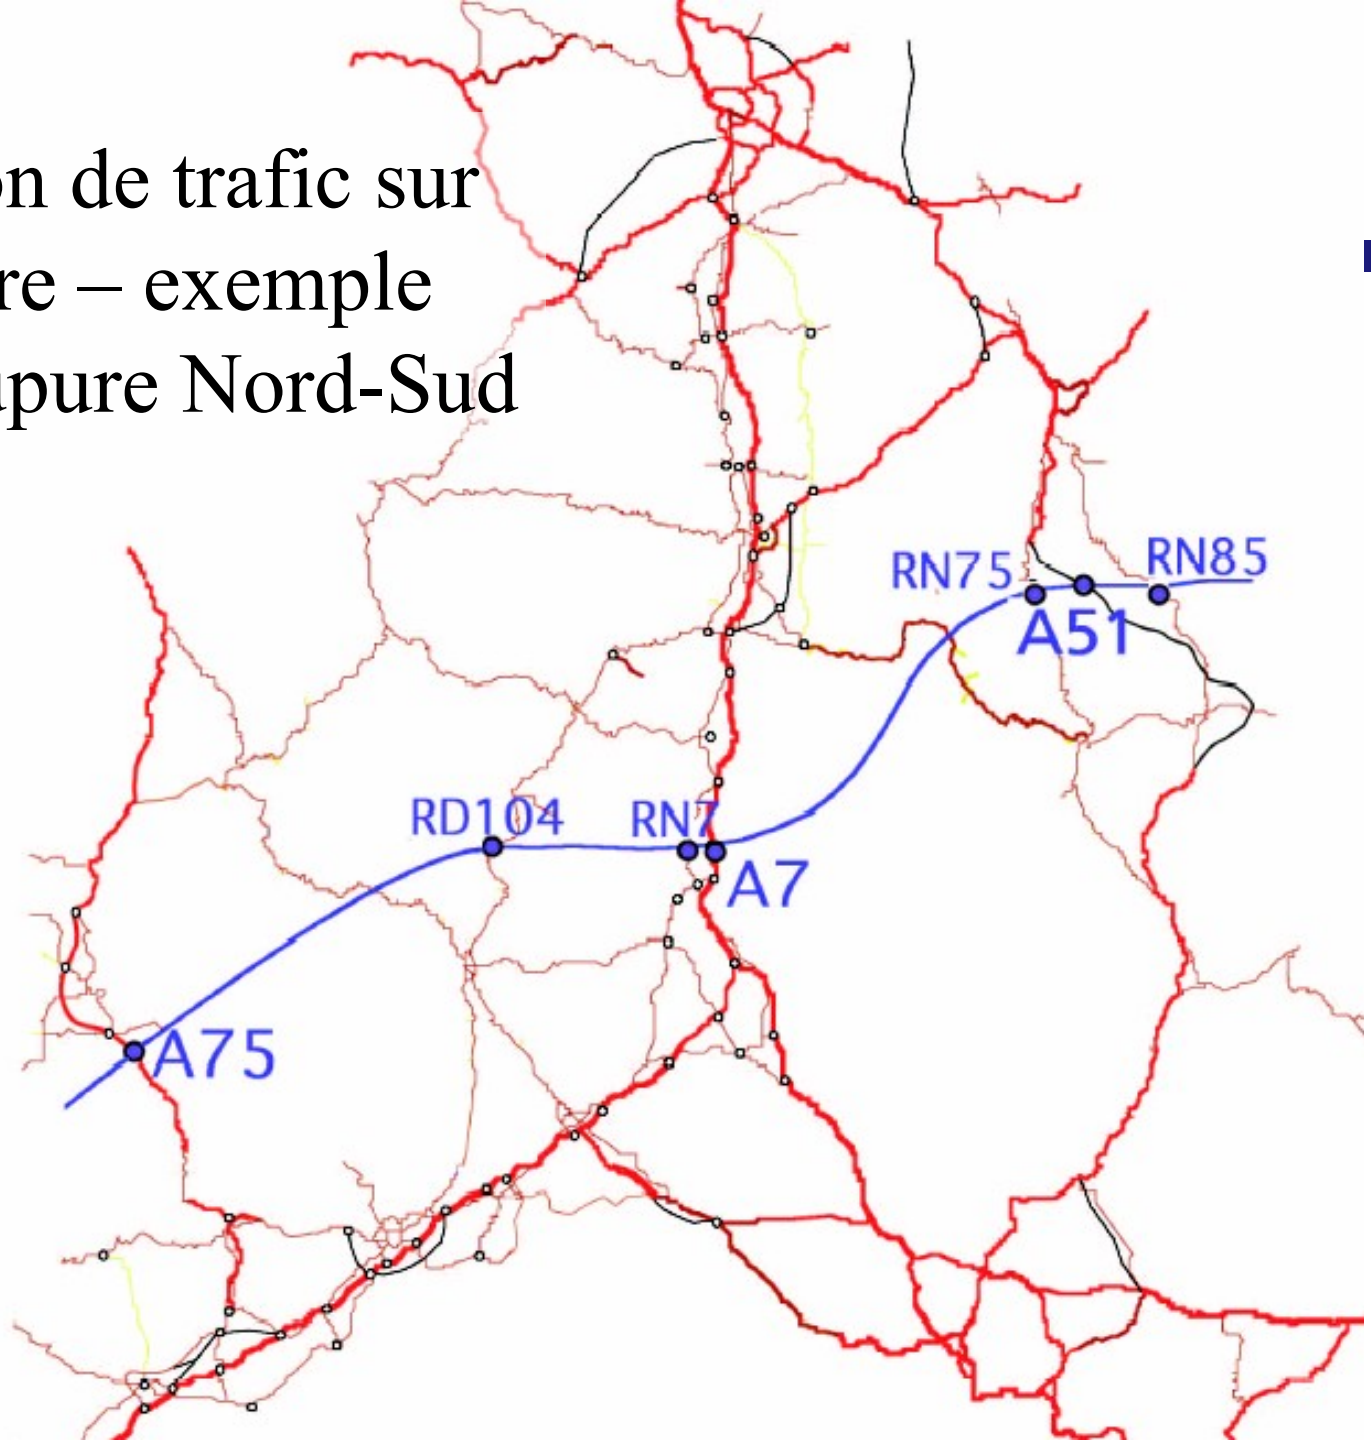 on de trafic sur
re – exemple
upure Nord-Sud
RN75
RN85
A51
RD104
RN7
A7
A75